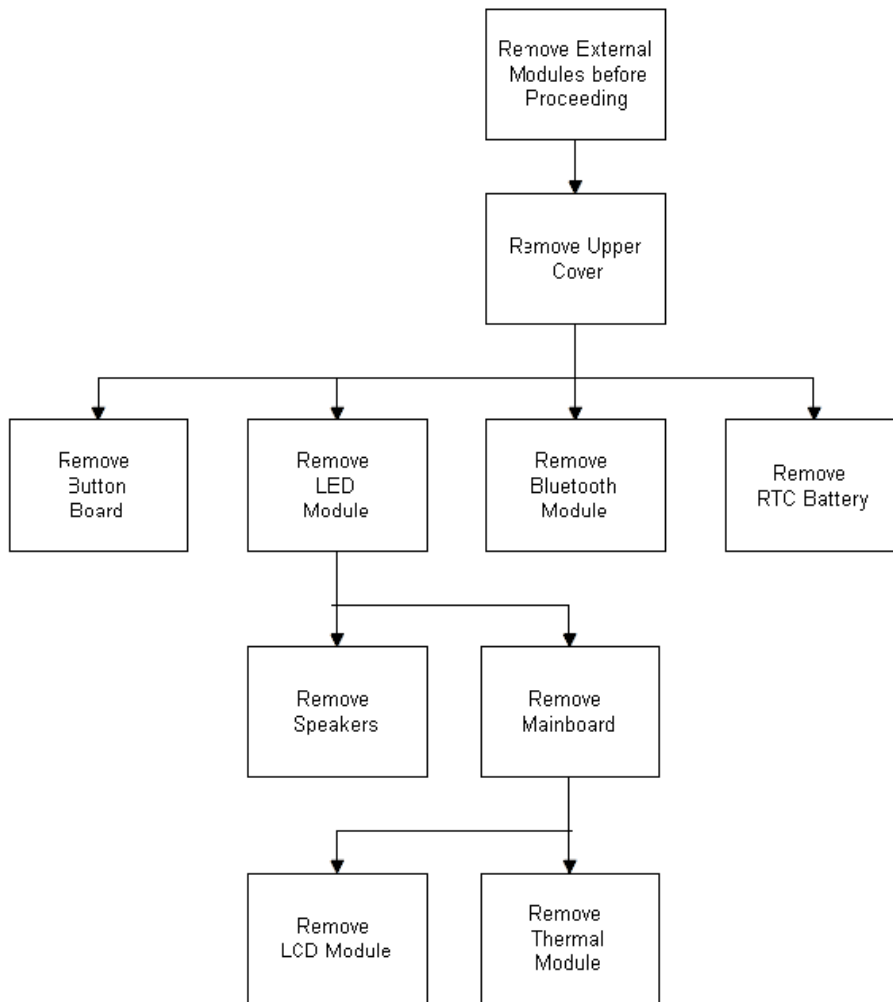 Remove External
Modules before
Proceeding
Remove Upper
Cover
Remove
Button
Board
Remove
LED
Module
Remove
Bluetooth
Module
Remove
RTC Battery
Remove
Speakers
Remove
Mainboard
Remove
LCD Module
Remove
Thermal
Module